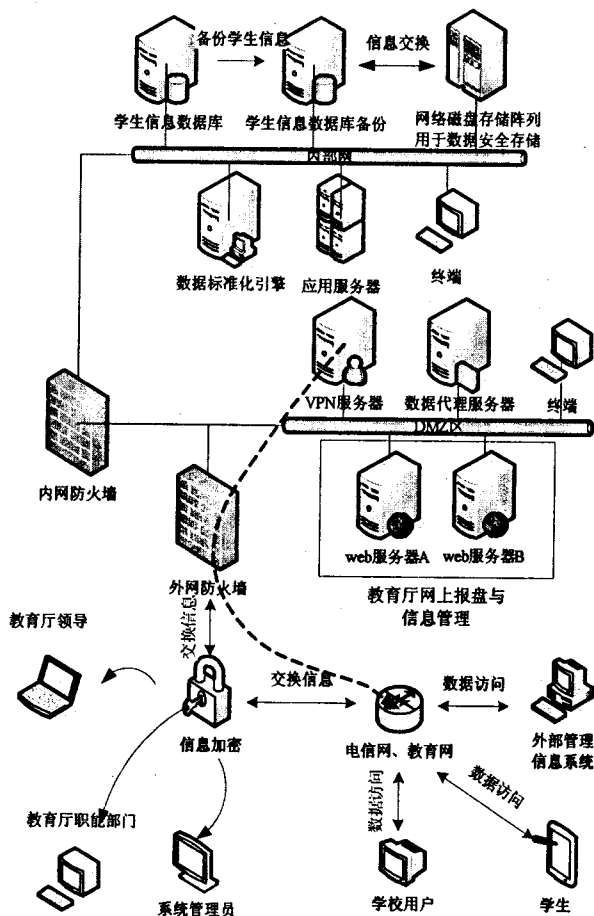 备份学生信息
信息交换
学生信息数据库
学生信息数据库备份
网络磁盘存储阵列
用于数据安全存储
内部网
数据标准化引擎
应用服务器
终端
VPN服务器
数据代理服务器
终端
DMZ区
内网防火墙
web服务器A
web服务器B
外网防火墙
教育厅网上报盘与
信息管理
教育厅领导
交换信息
交换信息
数据访问
信息加密
电信网、教育网
外部管理
信息系统
数据访问
数据访问
教育厅职能部门
系统管理员
学校用户
学生